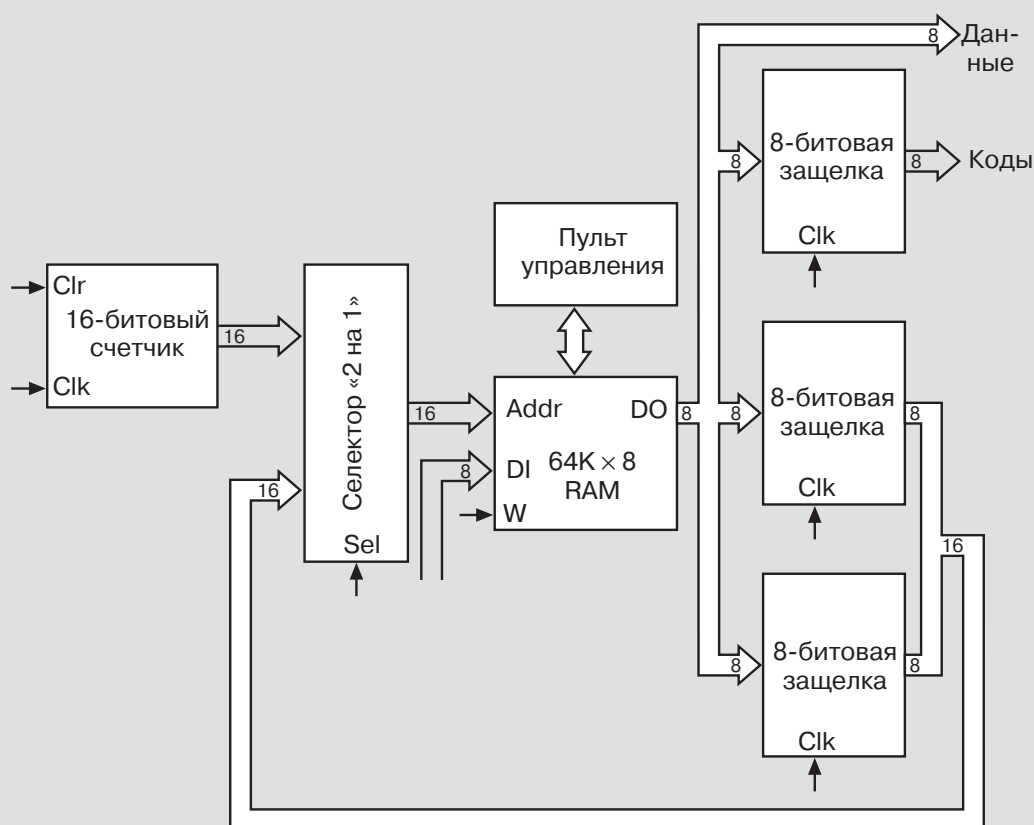 8
Дан-
ные
8
8-битовая
защелка
8
Коды
Clk
Пульт
управления
Clr
16-битовый
счетчик
Clk
16
Селектор «2 на 1»
Sel
16
16
Addr
DO
DI
64K × 8
RAM
W
8
8
8
8-битовая
защелка
Clk
8
16
8
8-битовая
защелка
Clk
8